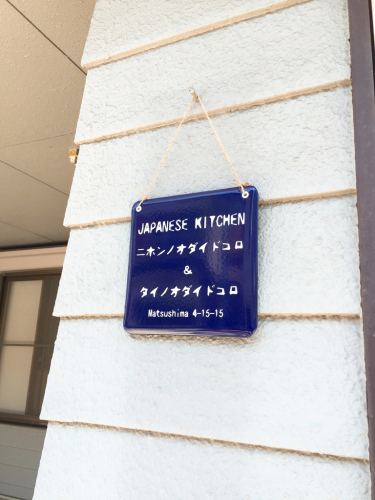 JAPANESE KITCHEN
ニホンノオダイドコロ
&
タイノオダイドコロ
Matsushima 4-15-15